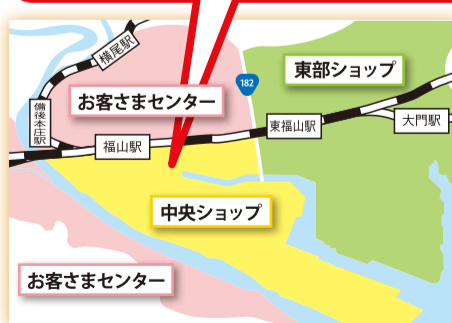 横尾駅
182
東部ショップ
お客さまセンター
備後本庄駅
福山駅
東福山駅
大門駅
中央ショップ
お客さまセンター